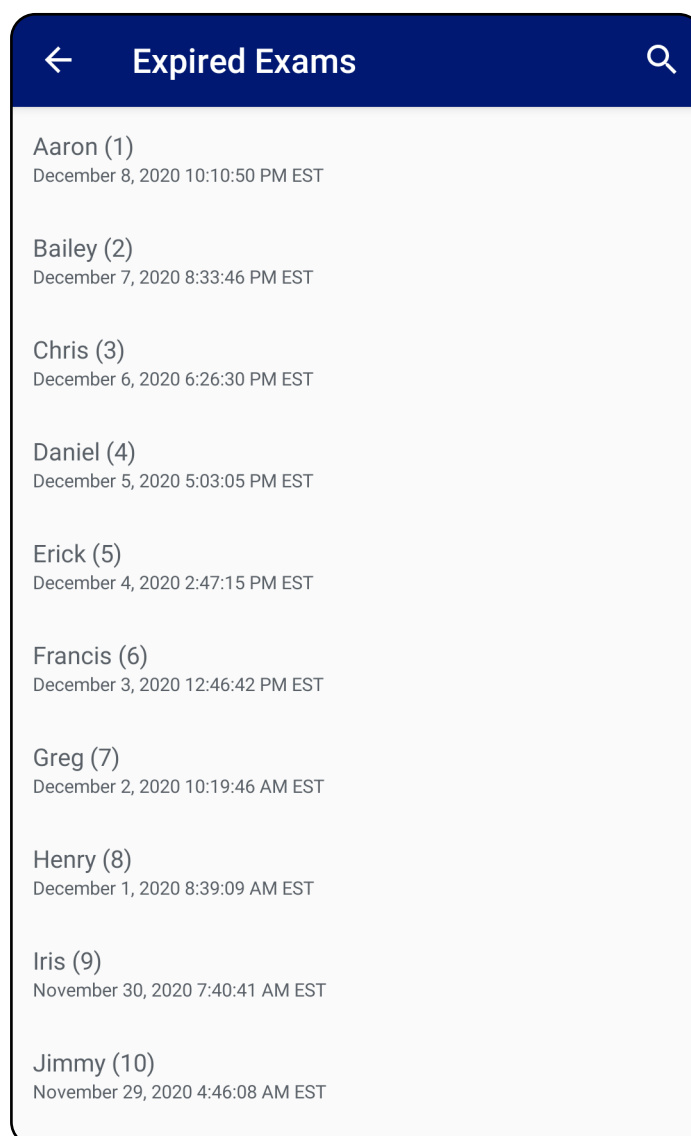 Expired Exams
Aaron (1)
December 8, 2020 10:10:50 PM EST
Bailey (2)
December 7, 2020 8:33:46 PM EST
Chris (3)
December 6, 2020 6:26:30 PM EST
Daniel (4)
December 5, 2020 5:03:05 PM EST
Erick (5)
December 4, 2020 2:47:15 PM EST
Francis (6)
December 3, 2020 12:46:42 PM EST
Greg (7)
December 2, 2020 10:19:46 AM EST
Henry (8)
December 1, 2020 8:39:09 AM EST
Iris (9)
November 30, 2020 7:40:41 AM EST
Jimmy (10)
November 29, 2020 4:46:08 AM EST